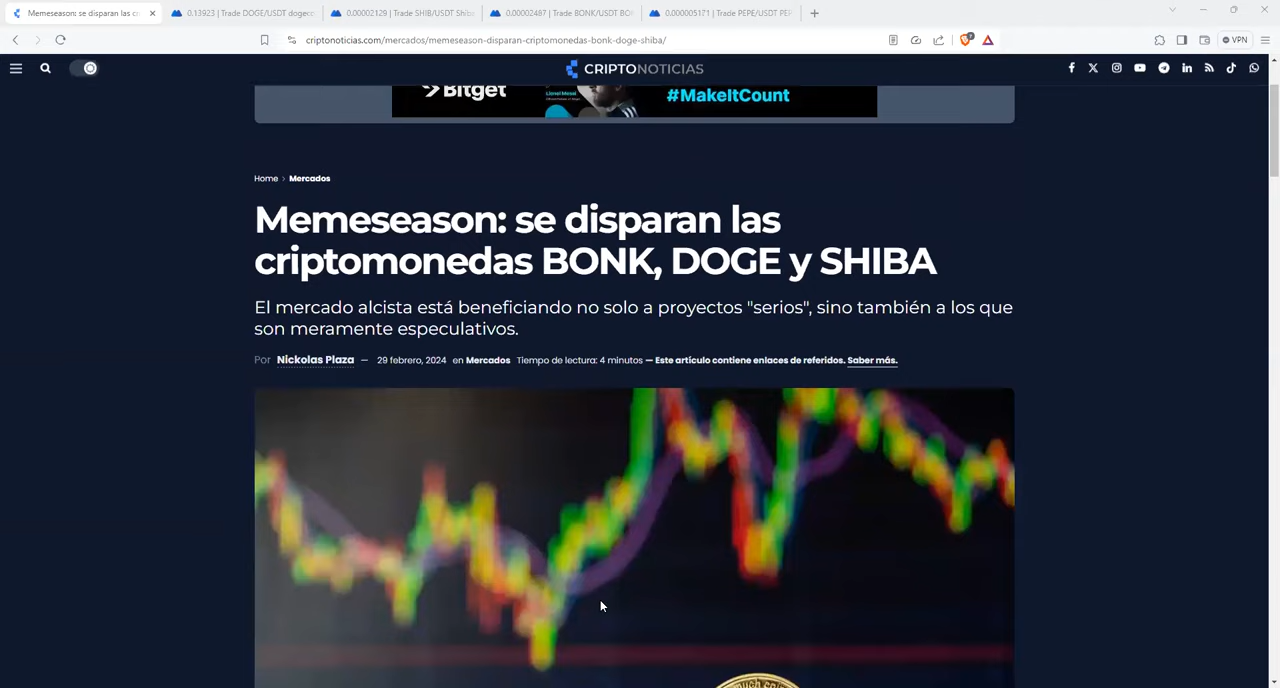 Memeseason: se disparan las cr
0.13923 | Trade DOGE/USDT dogeco
0.00002129 | Trade SHIB/USDT Shiba
0.00002487 | Trade BONK/USDT BON
0.000005171 | Trade PEPE/USDT PEP
criptonoticias.com/mercados/memeseason-disparan-criptomonedas-bonk-doge-shiba/
VPN
CRIPTONOTICIAS
Bitget
#MakeItCount
Home > Mercados
Memeseason: se disparan las
criptomonedas BONK, DOGE y SHIBA
El mercado alcista está beneficiando no solo a proyectos "serios", sino también a los que
son meramente especulativos.
Por Nickolas Plaza — 29 febrero, 2024 en Mercados Tiempo de lectura: 4 minutos — Este artículo contiene enlaces de referidos. Saber más.